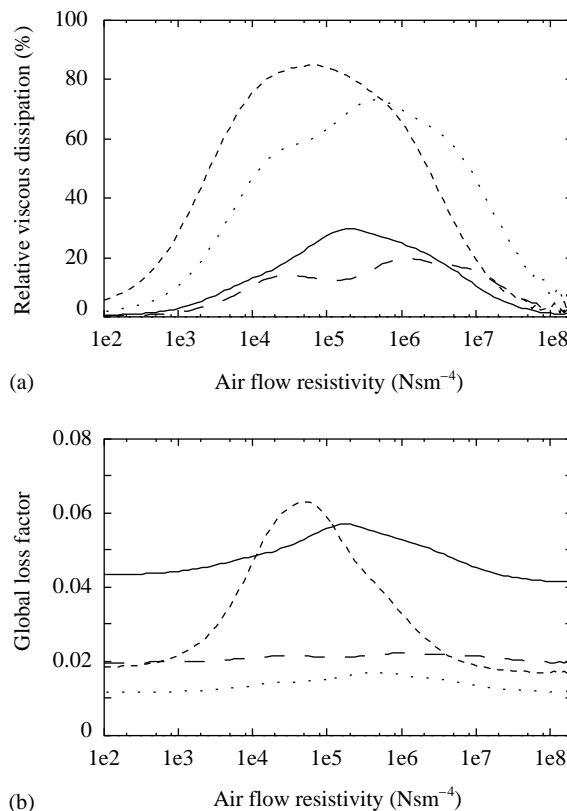 Relative viscous dissipation (%)
100
80
60
40
20
0
1e2 1e3 1e4 1e5 1e6 1e7 1e8
(a)
Air flow resistivity (Nsm⁻⁴)
Global loss factor
0.08
0.06
0.04
0.02
0
1e2 1e3 1e4 1e5 1e6 1e7 1e8
(b)
Air flow resistivity (Nsm⁻⁴)